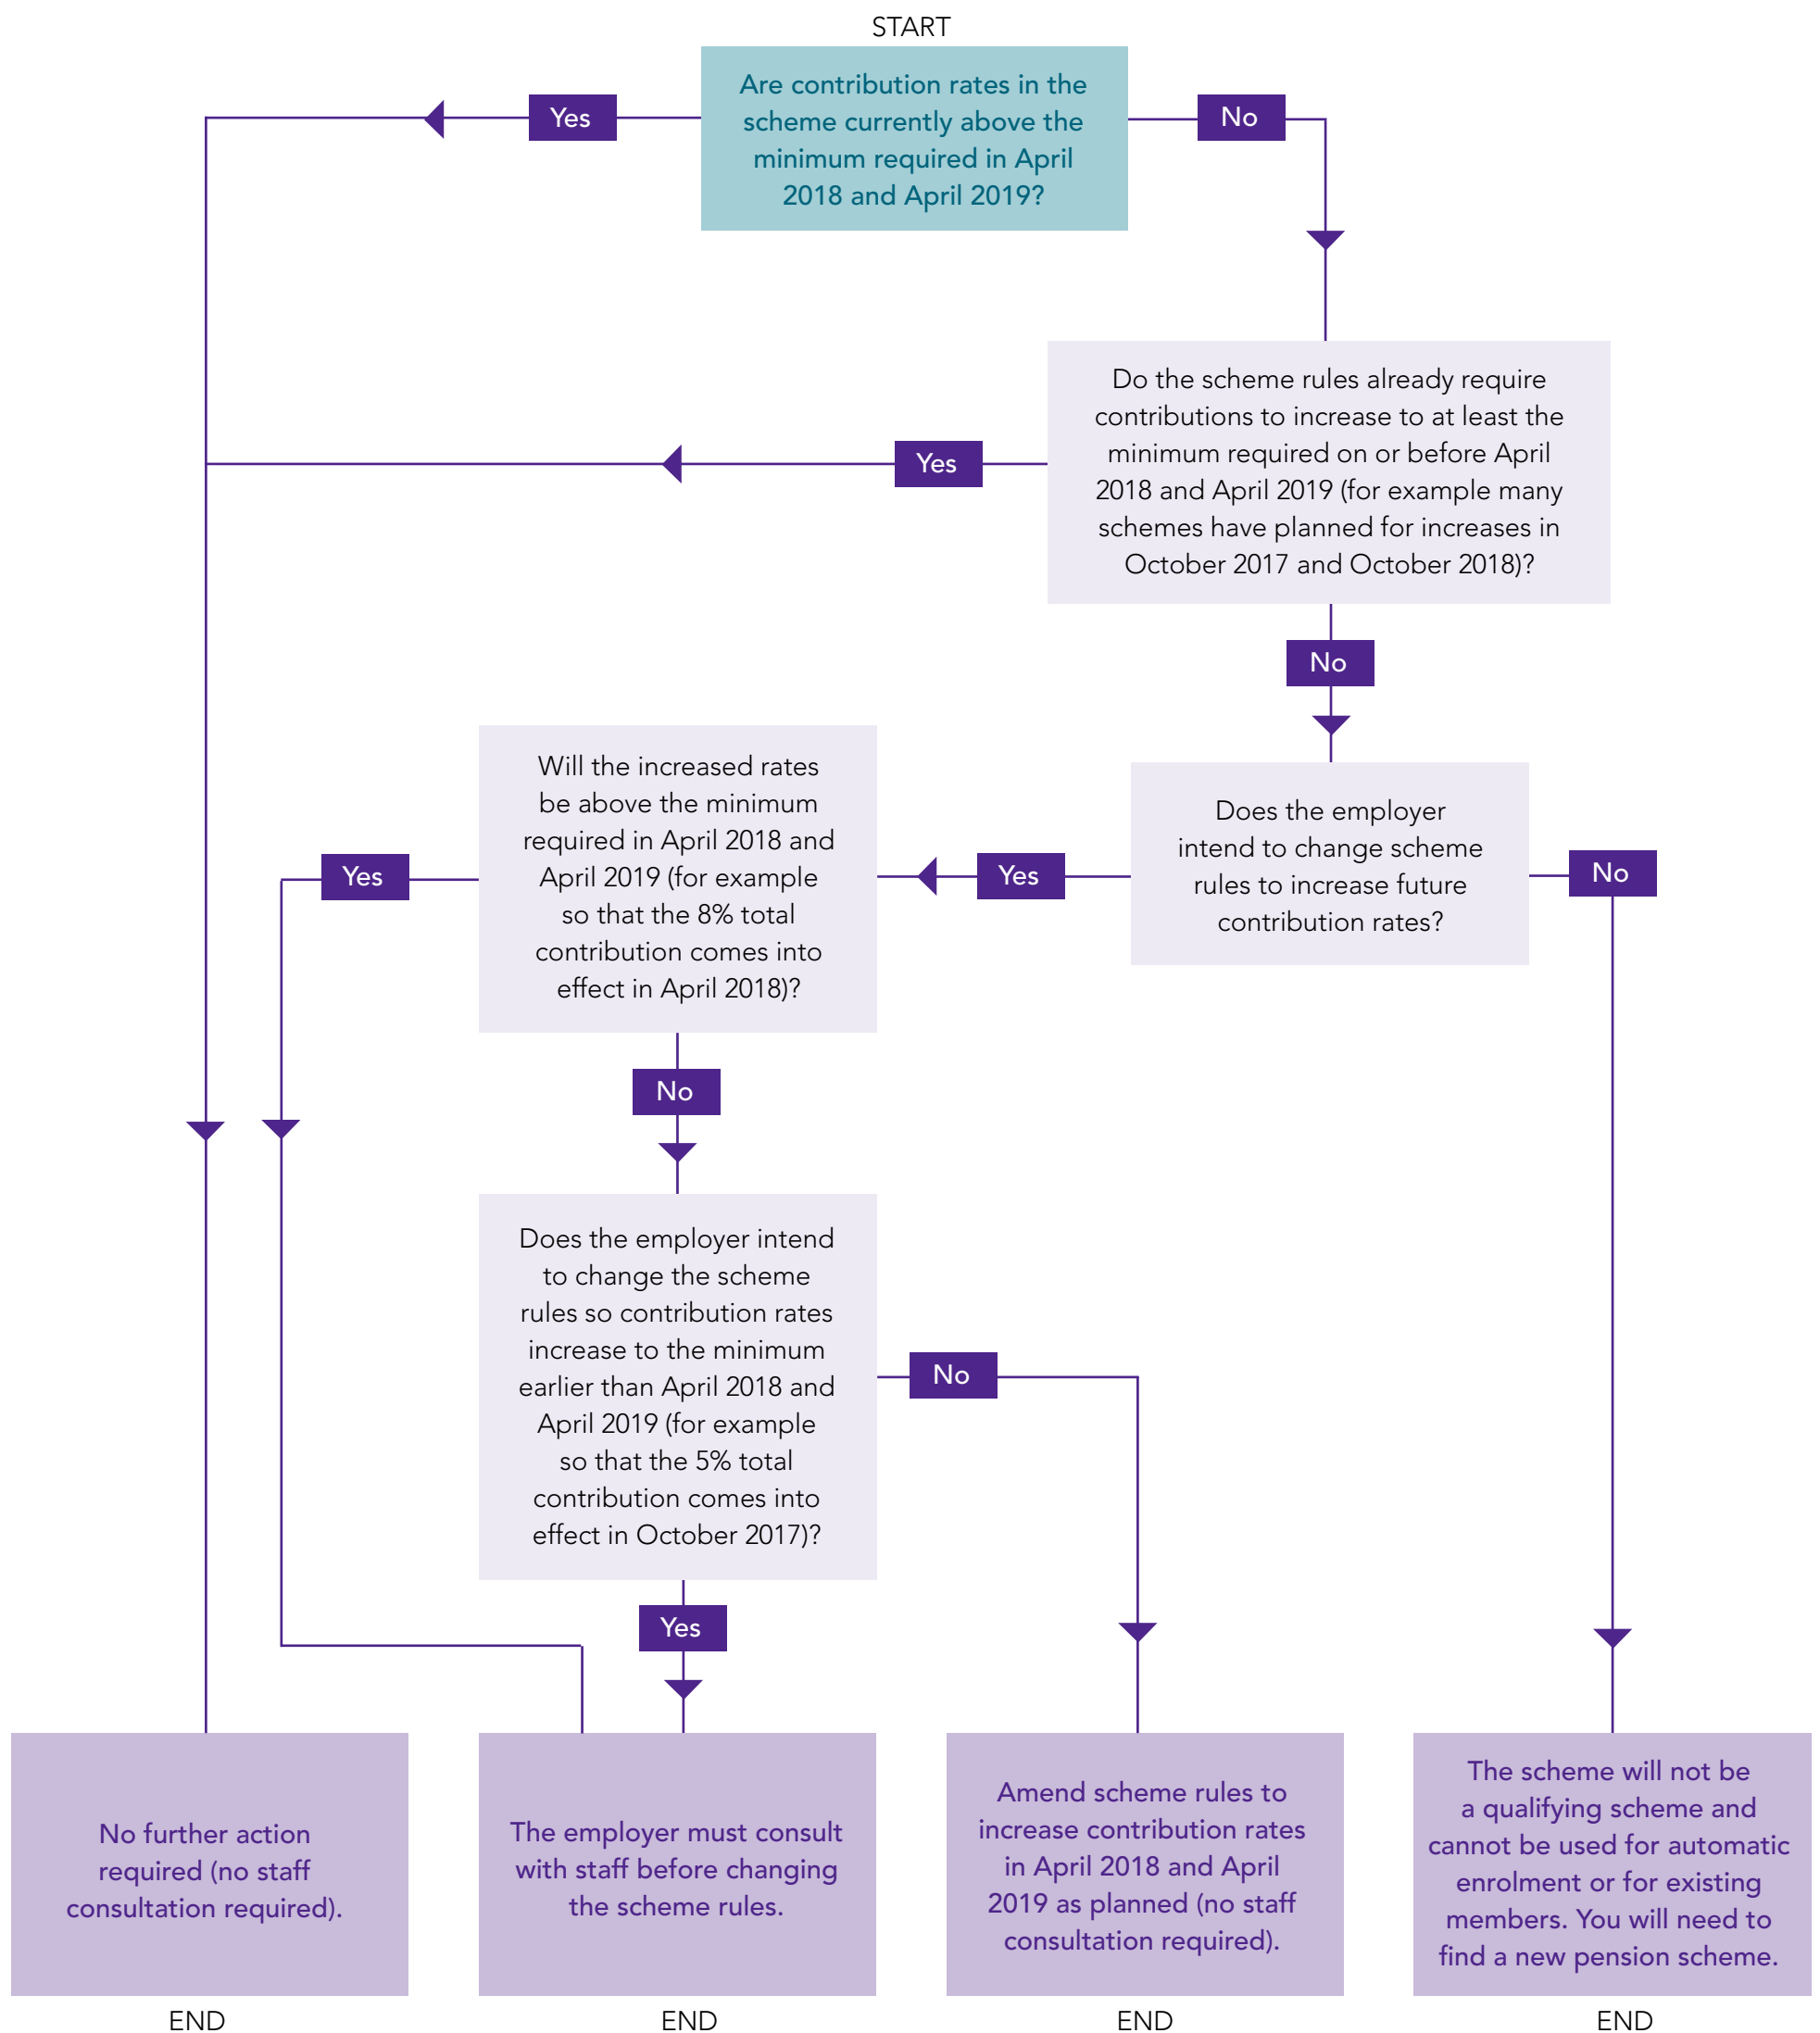 START
Are contribution rates in the
scheme currently above the
minimum required in April
2018 and April 2019?
Yes
No
Do the scheme rules already require
contributions to increase to at least the
minimum required on or before April
2018 and April 2019 (for example many
schemes have planned for increases in
October 2017 and October 2018)?
Yes
No
Does the employer
intend to change scheme
rules to increase future
contribution rates?
Yes
No
Will the increased rates
be above the minimum
required in April 2018 and
April 2019 (for example
so that the 8% total
contribution comes into
effect in April 2018)?
Yes
No
Does the employer intend
to change the scheme
rules so contribution rates
increase to the minimum
earlier than April 2018 and
April 2019 (for example
so that the 5% total
contribution comes into
effect in October 2017)?
No
Yes
No further action
required (no staff
consultation required).
END
The employer must consult
with staff before changing
the scheme rules.
END
Amend scheme rules to
increase contribution rates
in April 2018 and April
2019 as planned (no staff
consultation required).
END
The scheme will not be
a qualifying scheme and
cannot be used for automatic
enrolment or for existing
members. You will need to
find a new pension scheme.
END